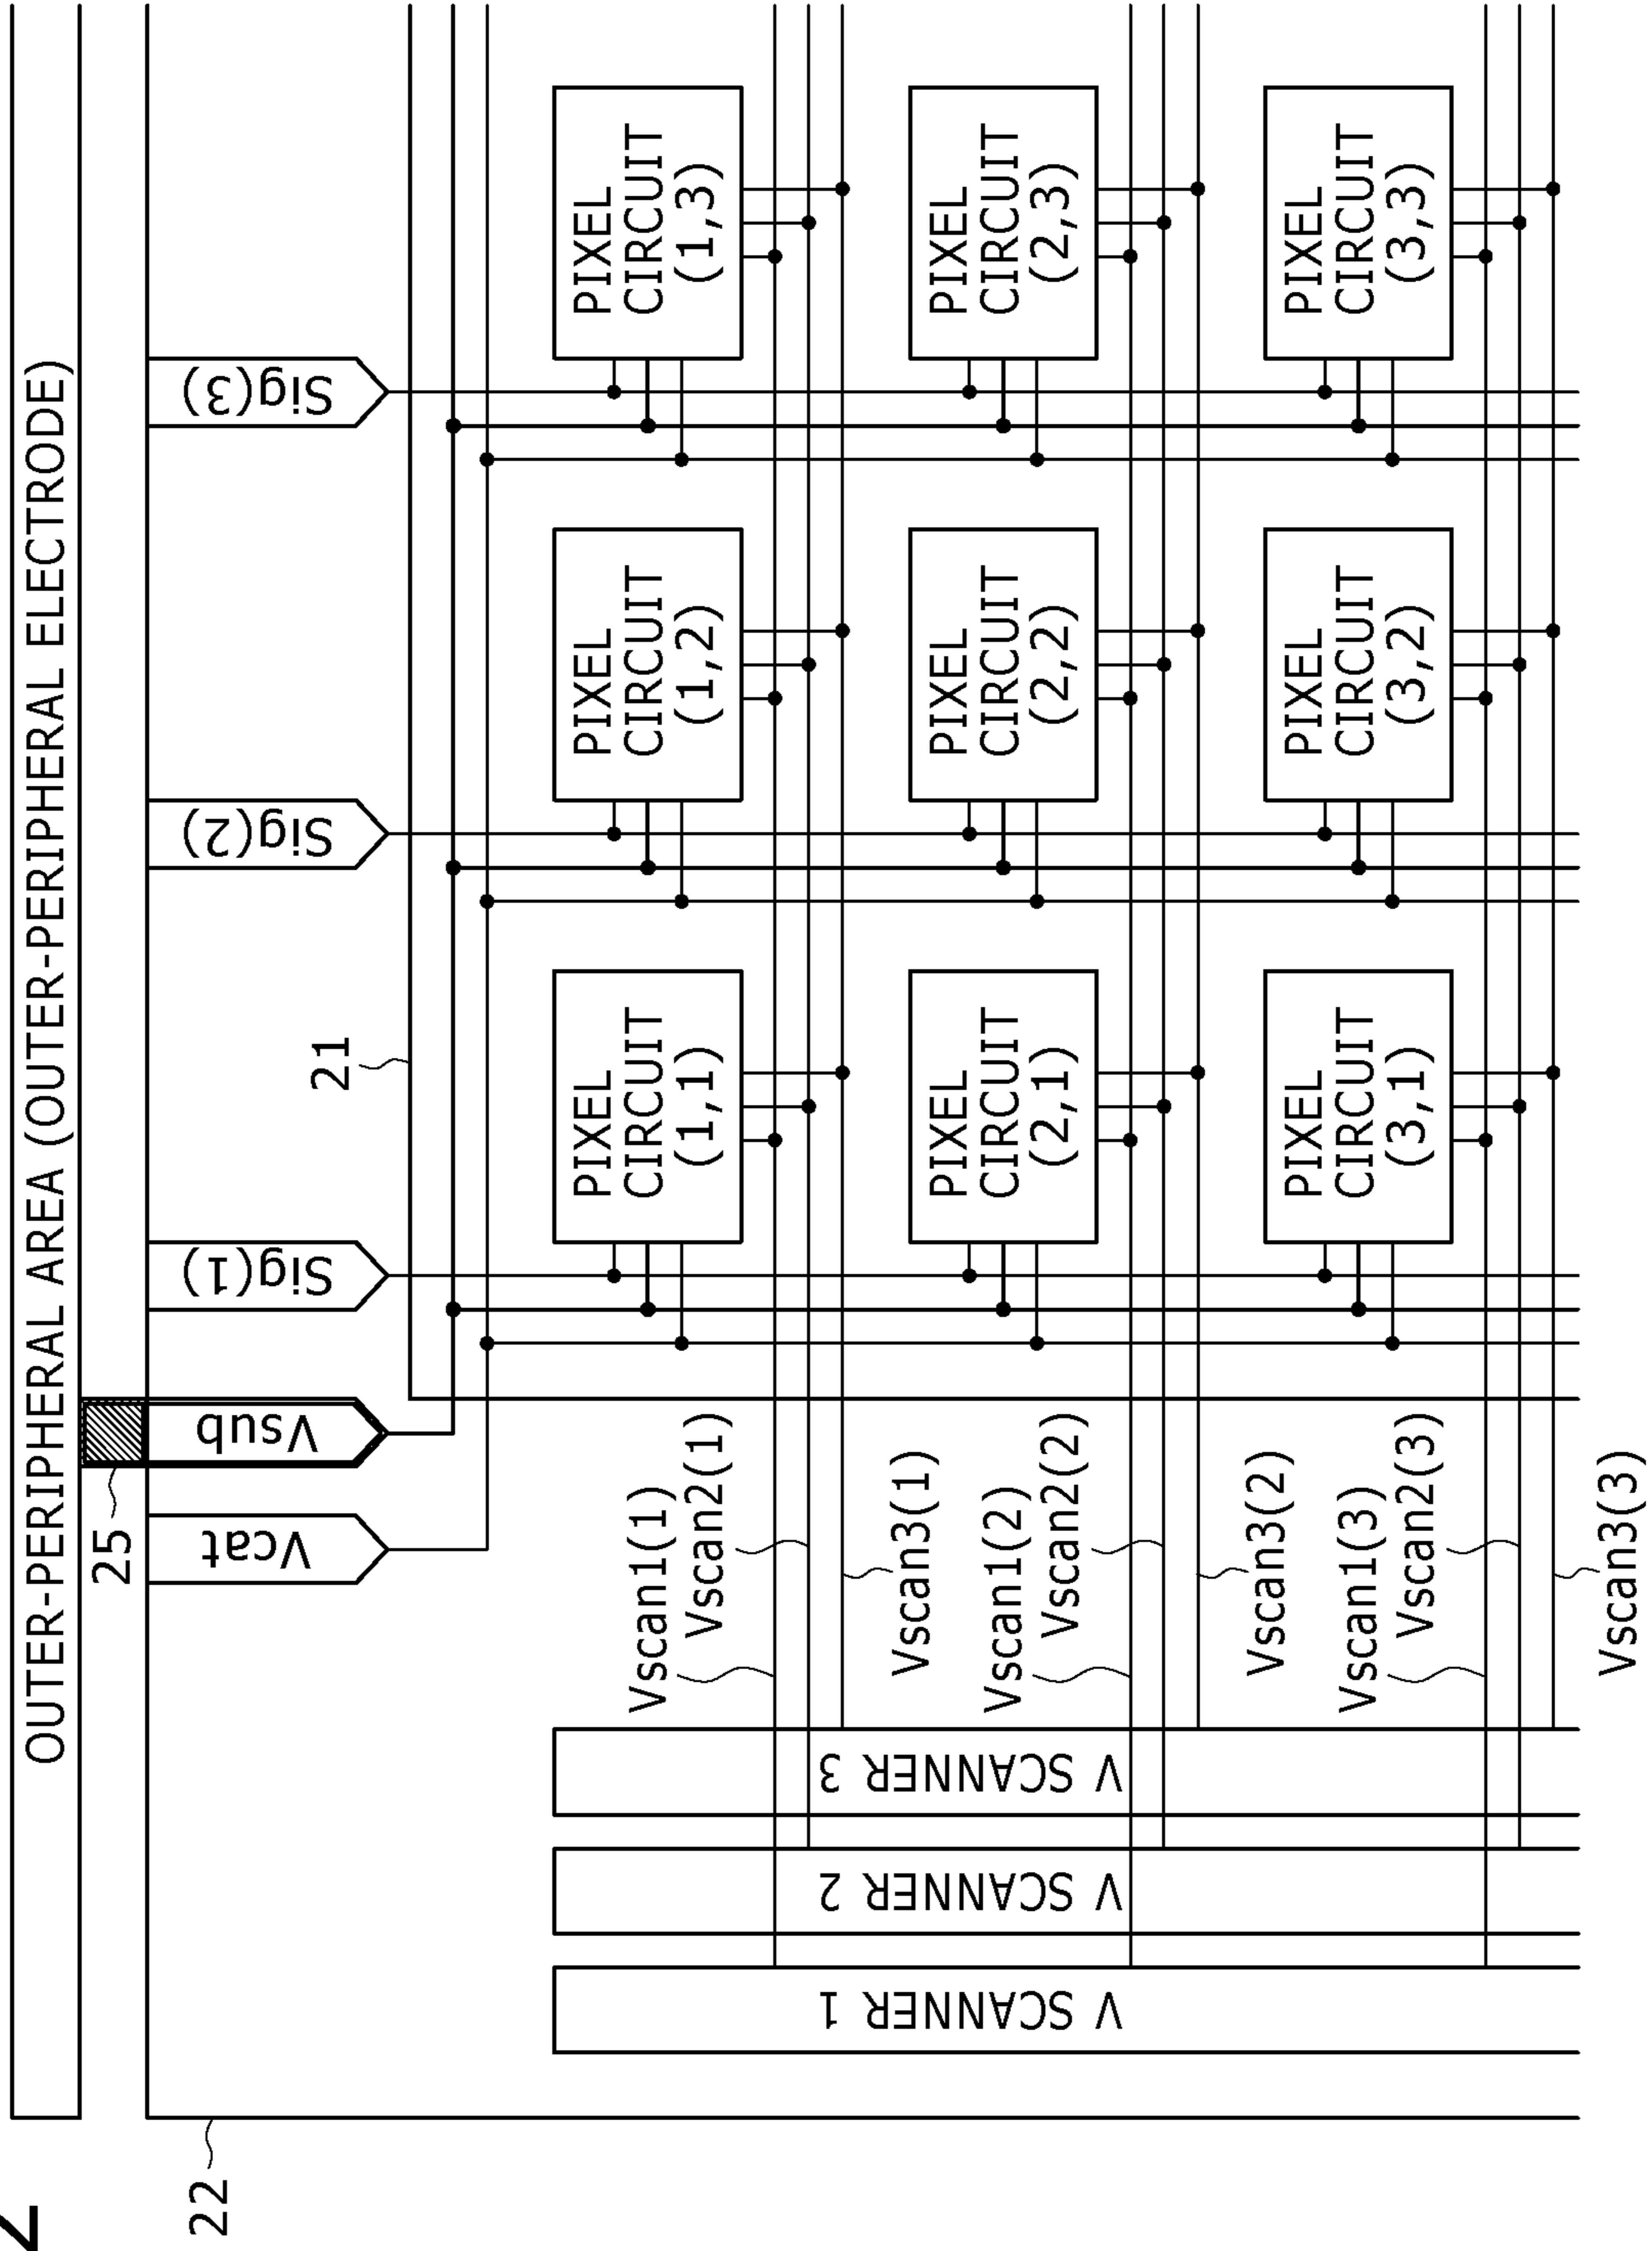 OUTER-PERIPHERAL AREA (OUTER-PERIPHERAL ELECTRODE)
25
22
21
Vcat
Vsub
Sig(1)
Sig(2)
Sig(3)
PIXEL
CIRCUIT
(1,1)
PIXEL
CIRCUIT
(1,2)
PIXEL
CIRCUIT
(1,3)
Vscan1(1)
Vscan2(1)
Vscan3(1)
PIXEL
CIRCUIT
(2,1)
PIXEL
CIRCUIT
(2,2)
PIXEL
CIRCUIT
(2,3)
Vscan1(2)
Vscan2(2)
Vscan3(2)
PIXEL
CIRCUIT
(3,1)
PIXEL
CIRCUIT
(3,2)
PIXEL
CIRCUIT
(3,3)
Vscan1(3)
Vscan2(3)
Vscan3(3)
V SCANNER 1
V SCANNER 2
V SCANNER 3